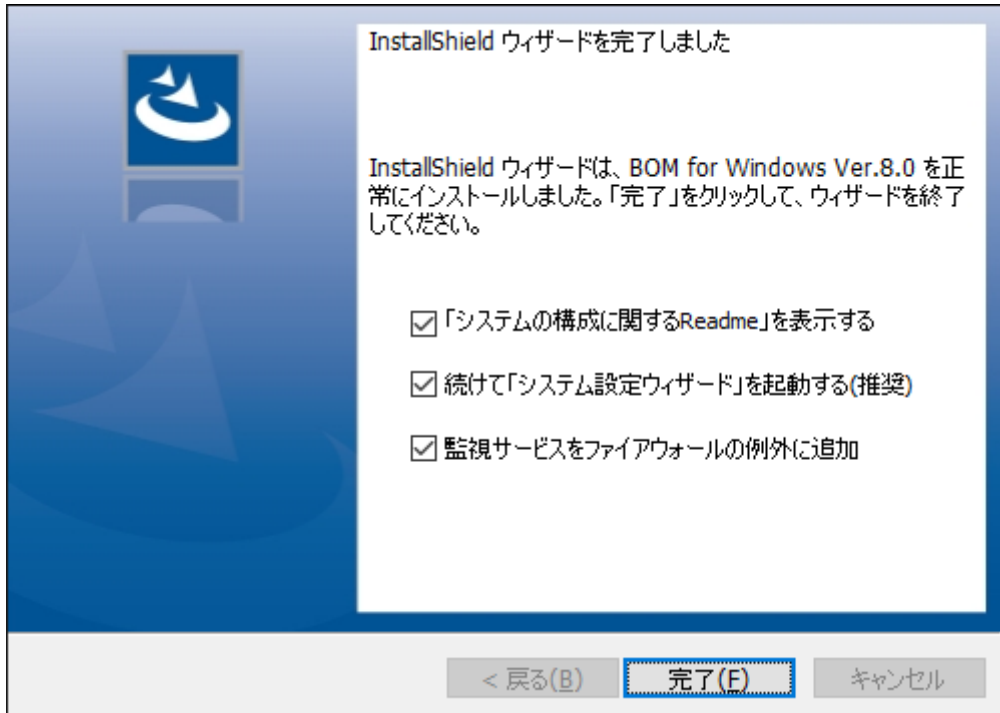 InstallShield ウィザードを完了しました
InstallShield ウィザードは、BOM for Windows Ver.8.0 を正
常にインストールしました。「完了」をクリックして、ウィザードを終了
してください。
「システムの構成に関するReadme」を表示する
続けて「システム設定ウィザード」を起動する(推奨)
監視サービスをファイアウォールの例外に追加
< 戻る(B) 完了(F) キャンセル